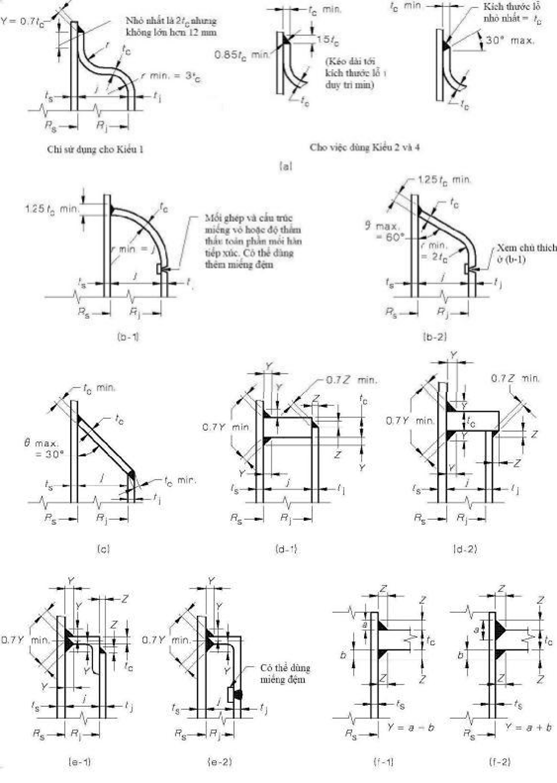 Y = 0.7tc
Nhỏ nhất là 2tc nhưng
không lớn hơn 12 mm
r
tc
r min. = 3tc
ts
j
tj
Rs
Rj
Chỉ sử dụng cho Kiểu 1
tc min.
1.5tc
0.85tc min.
(Kéo dài tới
kích thước lỗ
duy trì min)
tc
tc min.
Kích thước lỗ
nhỏ nhất = tc
30° max.
tc
Cho việc dùng Kiểu 2 và 4
(a)
1.25tc min.
tc
r min. = j
Mối ghép và cấu trúc
miếng vỏ hoặc độ thẩm
thấu toàn phần mối hàn
tiếp xúc. Có thể dùng
thêm miếng đệm
ts
j
t
Rs
Rj
(b-1)
1.25tc min.
tc
θ max.
= 60°
r min.
= 2tc
Xem chú thích
ở (b-1)
ts
j
tj
Rs
Rj
(b-2)
tc min.
tc
θ max.
= 30°
ts
j
tc min.
tj
Rs
Rj
(c)
Y
Y
0.7Z min.
Z
tc
0.7Y min
Z
Y
Y
ts
j
tj
Rs
Rj
(d-1)
Y
0.7Z min.
Y
tc
0.7Y min.
Y
Z
Y
Z
ts
j
tj
Rs
Rj
(d-2)
Y
Z
Y
Z
0.7Y min.
Y
tc
Y
ts
j
tj
Rs
Rj
(e-1)
Y
Y
0.7Y min.
Y
Có thể dùng
miếng đệm
ts
j
tj
Rs
Rj
(e-2)
Z
Z
a
tc
b
Z
ts
Rs
Y = a - b
(f-1)
Z
Z
a
tc
b
Z
ts
Rs
Y = a + b
(f-2)